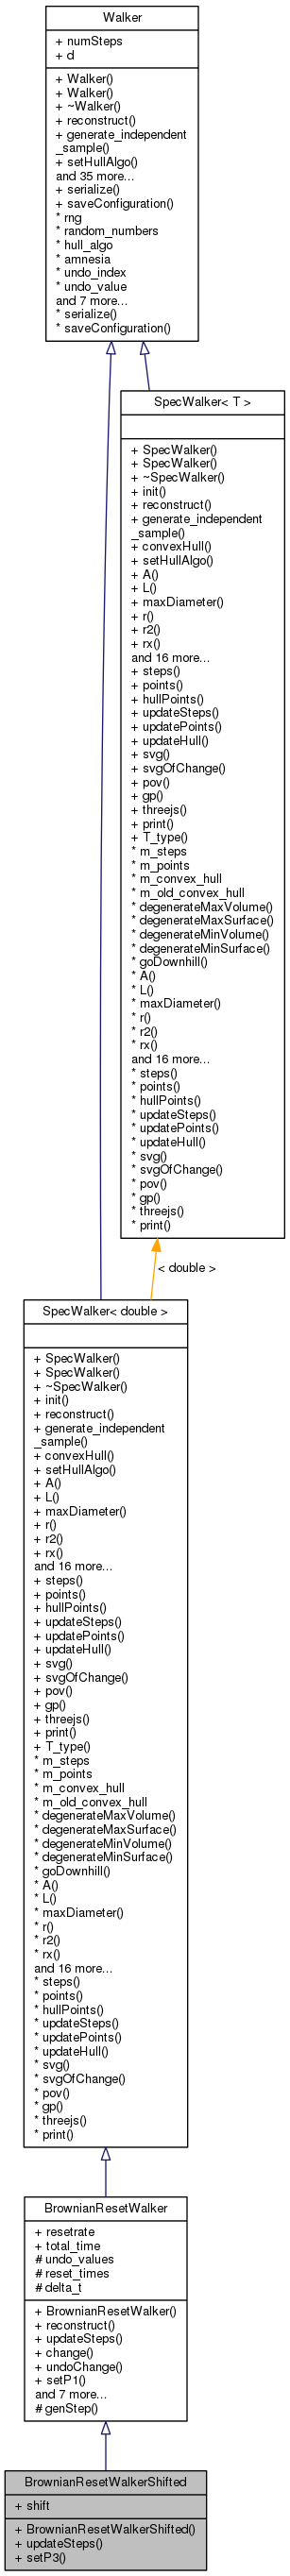 Walker
+ numSteps
+ d
+ Walker()
+ Walker()
+ ~Walker()
+ reconstruct()
+ generate_independent
_sample()
+ setHullAlgo()
and 35 more...
+ serialize()
+ saveConfiguration()
* rng
* random_numbers
* hull_algo
* amnesia
* undo_index
* undo_value
and 7 more...
* serialize()
* saveConfiguration()
SpecWalker< T >
+ SpecWalker()
+ SpecWalker()
+ ~SpecWalker()
+ init()
+ reconstruct()
+ generate_independent
_sample()
+ convexHull()
+ setHullAlgo()
+ A()
+ L()
+ maxDiameter()
+ r()
+ r2()
+ rx()
and 16 more...
+ steps()
+ points()
+ hullPoints()
+ updateSteps()
+ updatePoints()
+ updateHull()
+ svg()
+ svgOfChange()
+ pov()
+ gp()
+ threejs()
+ print()
+ T_type()
* m_steps
* m_points
* m_convex_hull
* m_old_convex_hull
* degenerateMaxVolume()
* degenerateMaxSurface()
* degenerateMinVolume()
* degenerateMinSurface()
* goDownhill()
* A()
* L()
* maxDiameter()
* r()
* r2()
* rx()
and 16 more...
* steps()
* points()
* hullPoints()
* updateSteps()
* updatePoints()
* updateHull()
* svg()
* svgOfChange()
* pov()
* gp()
* threejs()
* print()
< double >
SpecWalker< double >
+ SpecWalker()
+ SpecWalker()
+ ~SpecWalker()
+ init()
+ reconstruct()
+ generate_independent
_sample()
+ convexHull()
+ setHullAlgo()
+ A()
+ L()
+ maxDiameter()
+ r()
+ r2()
+ rx()
and 16 more...
+ steps()
+ points()
+ hullPoints()
+ updateSteps()
+ updatePoints()
+ updateHull()
+ svg()
+ svgOfChange()
+ pov()
+ gp()
+ threejs()
+ print()
+ T_type()
* m_steps
* m_points
* m_convex_hull
* m_old_convex_hull
* degenerateMaxVolume()
* degenerateMaxSurface()
* degenerateMinVolume()
* degenerateMinSurface()
* goDownhill()
* A()
* L()
* maxDiameter()
* r()
* r2()
* rx()
and 16 more...
* steps()
* points()
* hullPoints()
* updateSteps()
* updatePoints()
* updateHull()
* svg()
* svgOfChange()
* pov()
* gp()
* threejs()
* print()
BrownianResetWalker
+ resetrate
+ total_time
# undo_values
# reset_times
# delta_t
+ BrownianResetWalker()
+ reconstruct()
+ updateSteps()
+ change()
+ undoChange()
+ setP1()
and 7 more...
# genStep()
BrownianResetWalkerShifted
+ shift
+ BrownianResetWalkerShifted()
+ updateSteps()
+ setP3()